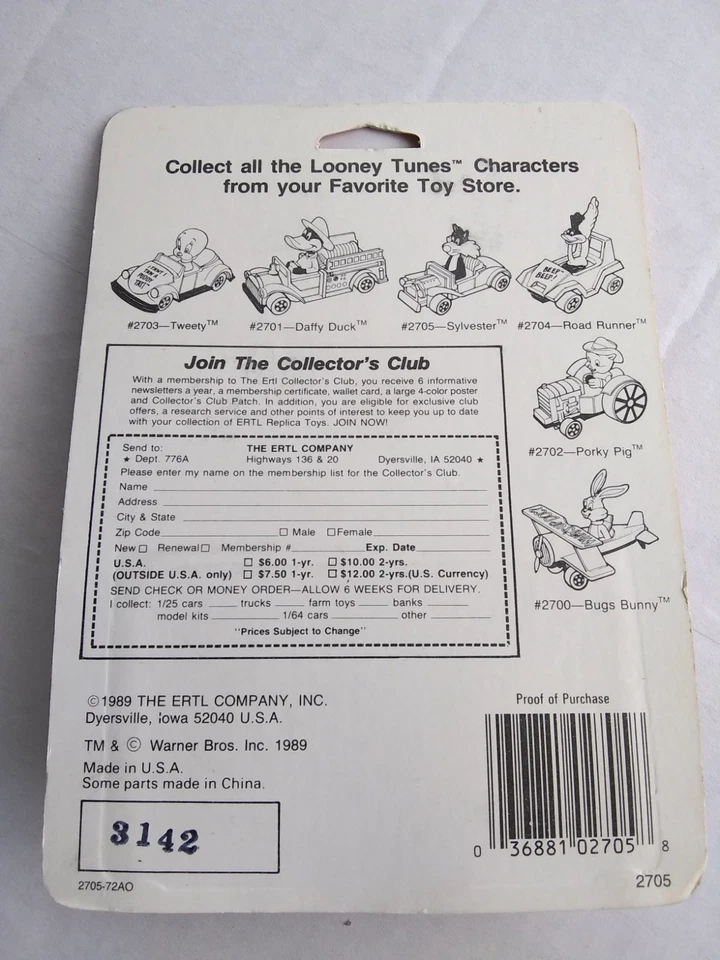 Collect all the Looney Tunes™ Characters
from your Favorite Toy Store.
I TAWT
I TAW A
PUDDY
TAT!
BEEP
BEEP!
#2703—Tweety™
#2701—Daffy Duck™
#2705—Sylvester™
#2704—Road Runner™
#2702—Porky Pig™
#2700—Bugs Bunny™
Join The Collector's Club
With a membership to The Ertl Collector's Club, you receive 6 informative
newsletters a year, a membership certificate, wallet card, a large 4-color poster
and Collector's Club Patch. In addition, you are eligible for exclusive club
offers, a research service and other points of interest to keep you up to date
with your collection of ERTL Replica Toys. JOIN NOW!
Send to: THE ERTL COMPANY
★ Dept. 776A Highways 136 & 20 Dyersville, IA 52040 ★
Please enter my name on the membership list for the Collector's Club.
Name
Address
City & State
Zip Code □ Male □ Female
New □ Renewal □ Membership # Exp. Date
U.S.A. □ $6.00 1-yr. □ $10.00 2-yrs.
(OUTSIDE U.S.A. only) □ $7.50 1-yr. □ $12.00 2-yrs.(U.S. Currency)
SEND CHECK OR MONEY ORDER—ALLOW 6 WEEKS FOR DELIVERY.
I collect: 1/25 cars trucks farm toys banks
model kits 1/64 cars other
"Prices Subject to Change"
©1989 THE ERTL COMPANY, INC.
Dyersville, Iowa 52040 U.S.A.
TM & © Warner Bros. Inc. 1989
Made in U.S.A.
Some parts made in China.
3142
2705-72AO
Proof of Purchase
0 36881 02705 8
2705